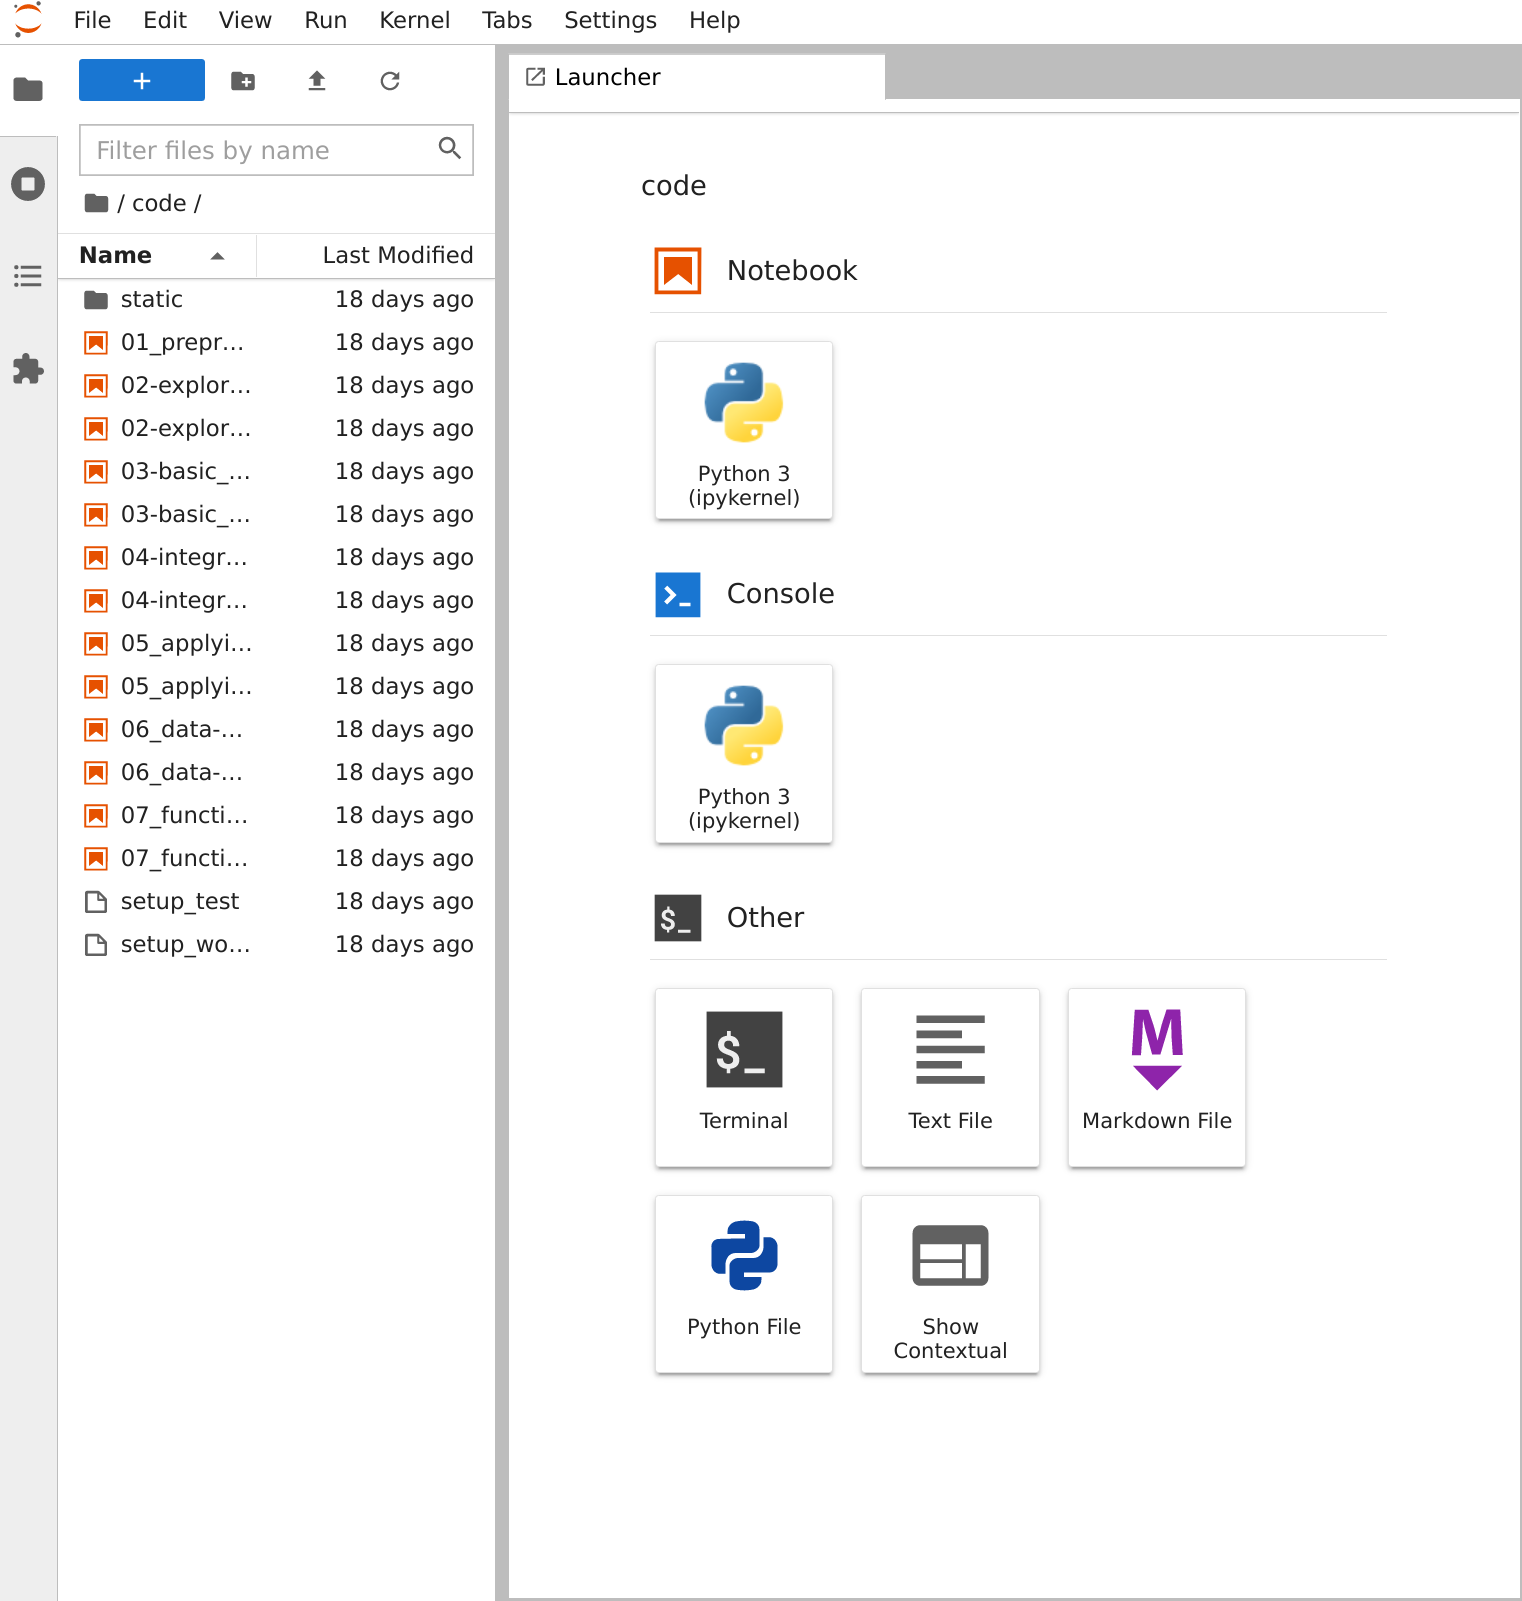 File Edit View Run Kernel Tabs Settings Help
+
Filter files by name
/ code /
Name Last Modified
static 18 days ago
01_prepr... 18 days ago
02-explor... 18 days ago
02-explor... 18 days ago
03-basic_... 18 days ago
03-basic_... 18 days ago
04-integr... 18 days ago
04-integr... 18 days ago
05_applyi... 18 days ago
05_applyi... 18 days ago
06_data-... 18 days ago
06_data-... 18 days ago
07_functi... 18 days ago
07_functi... 18 days ago
setup_test 18 days ago
setup_wo... 18 days ago
Launcher
code
Notebook
Python 3
(ipykernel)
Console
Python 3
(ipykernel)
$_ Other
$_
Terminal
Text File
M
Markdown File
Python File
Show
Contextual